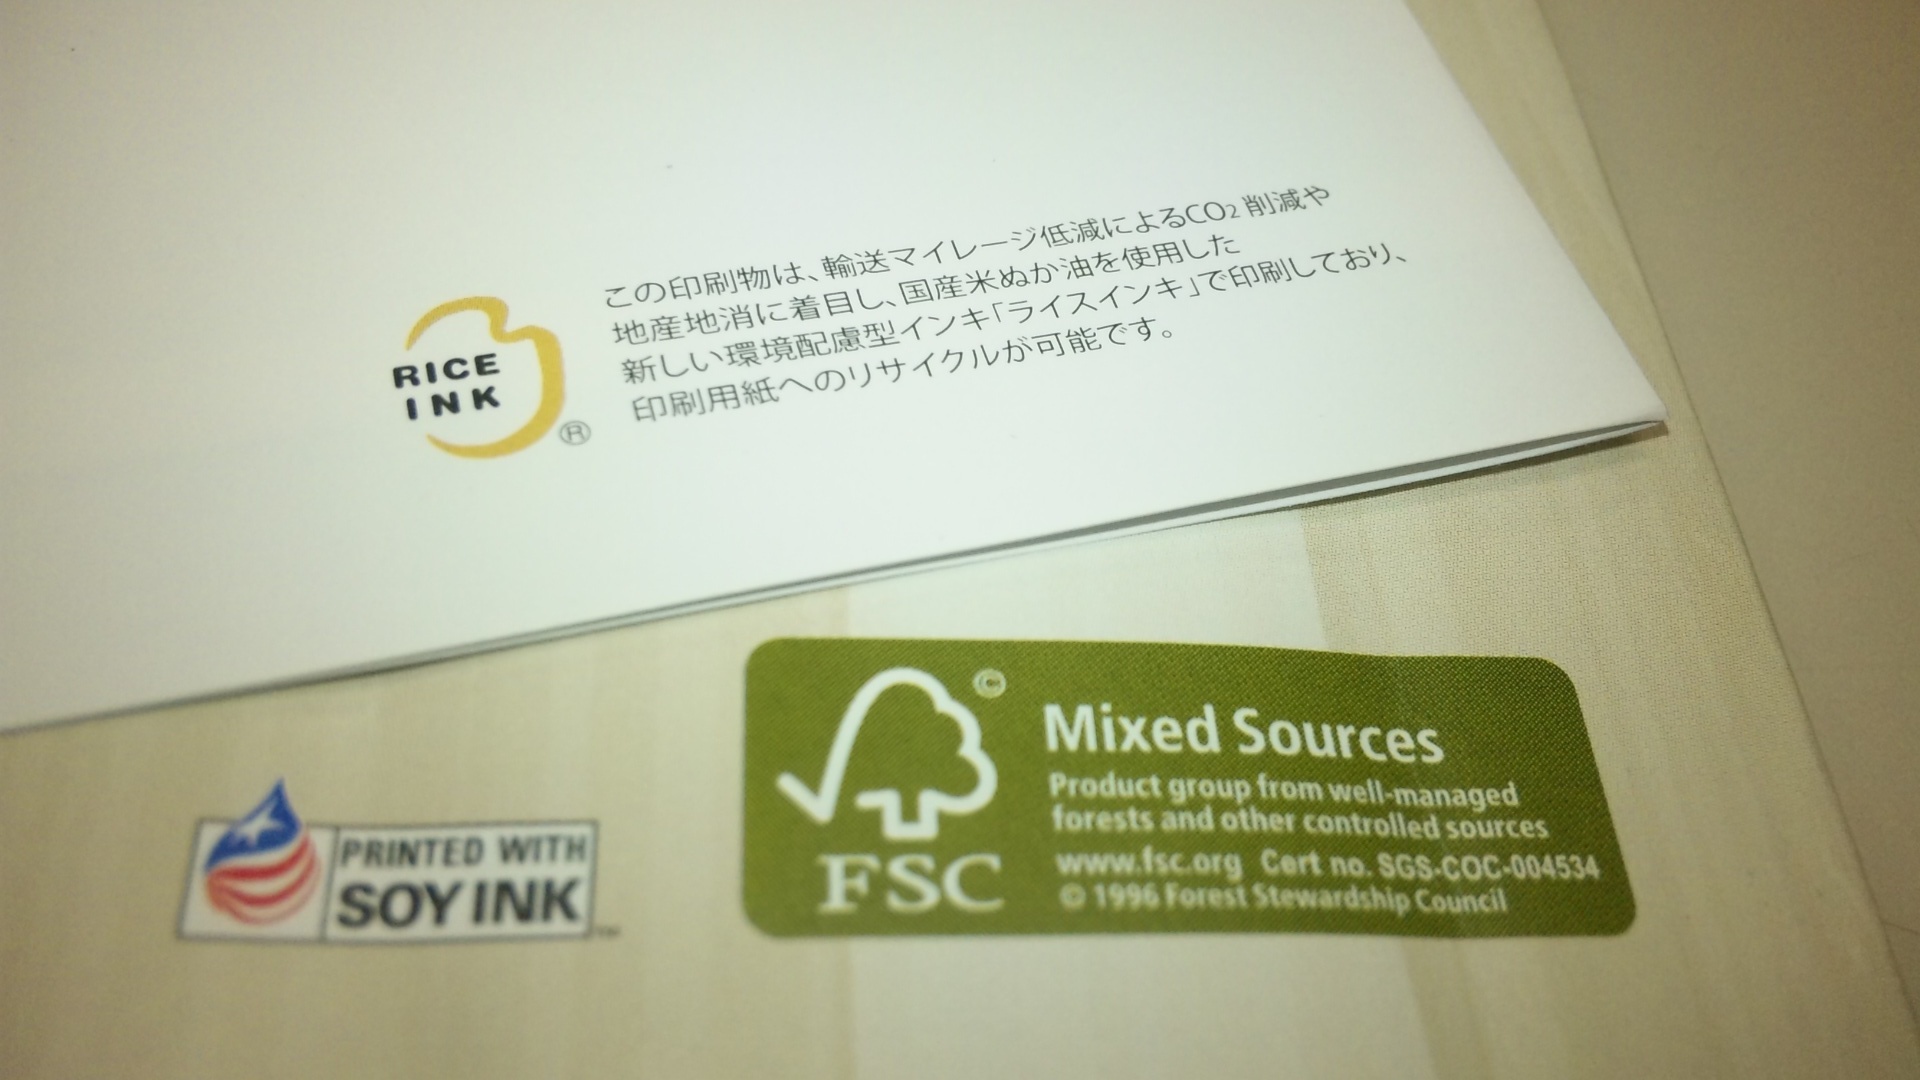 この印刷物は、輸送マイレージ低減によるCO2削減や
地産地消に着目し、国産米ぬか油を使用した
新しい環境配慮型インキ「ライスインキ」で印刷しており、
印刷用紙へのリサイクルが可能です。
RICE
INK
®
©
Mixed Sources
Product group from well-managed
forests and other controlled sources
www.fsc.org Cert no. SGS-COC-004534
© 1996 Forest Stewardship Council
FSC
PRINTED WITH
SOY INK
™